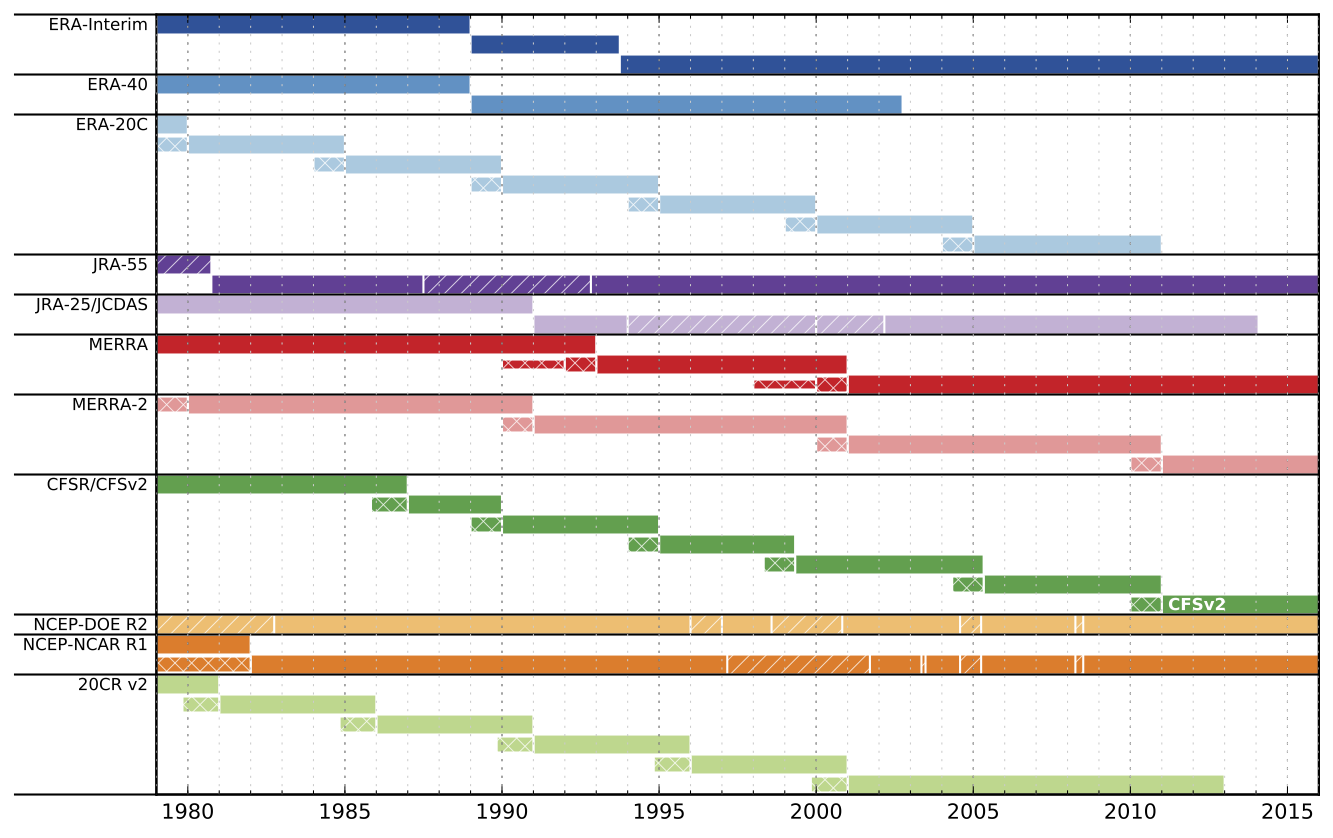 ERA-Interim
ERA-40
ERA-20C
JRA-55
JRA-25/JCDAS
MERRA
MERRA-2
CFSR/CFSv2
CFSv2
NCEP-DOE R2
NCEP-NCAR R1
20CR v2
1980 1985 1990 1995 2000 2005 2010 2015